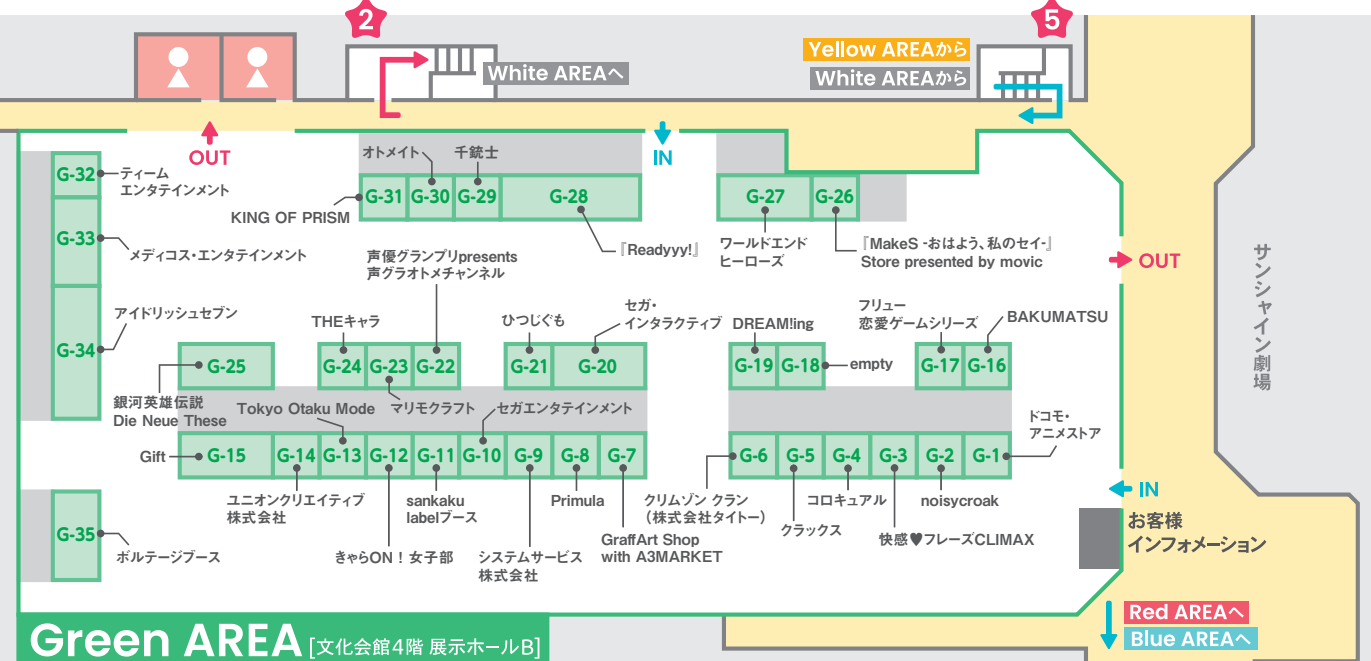 2
5
White AREAへ
Yellow AREAから
White AREAから
OUT
IN
オトメイト
千銃士
G-32
ティーム
エンタテインメント
G-31
G-30
G-29
G-28
G-27
G-26
KING OF PRISM
G-33
メディコス・エンタテインメント
『Readyyy!』
ワールドエンド
ヒーローズ
『MakeS -おはよう、私のセイ-』
Store presented by movic
声優グランプリpresents
声グラオトメチャンネル
OUT
サンシャイン劇場
アイドリッシュセブン
G-34
THEキャラ
ひつじぐも
セガ・
インタラクティブ
DREAM!ing
フリュー
恋愛ゲームシリーズ
BAKUMATSU
G-25
G-24
G-23
G-22
G-21
G-20
G-19
G-18
empty
G-17
G-16
銀河英雄伝説
Die Neue These
Tokyo Otaku Mode
マリモクラフト
セガエンタテインメント
ドコモ・
アニメストア
Gift
G-15
G-14
G-13
G-12
G-11
G-10
G-9
G-8
G-7
G-6
G-5
G-4
G-3
G-2
G-1
ユニオンクリエイティブ
株式会社
sankaku
labelブース
Primula
クリムゾン クラン
（株式会社タイトー）
コロキュアル
noisycroak
IN
G-35
ボルテージブース
きゃらON！女子部
システムサービス
株式会社
GraffArt Shop
with A3MARKET
クラックス
快感♥フレーズCLIMAX
お客様
インフォメーション
Red AREAへ
Blue AREAへ
Green AREA [文化会館4階 展示ホールB]